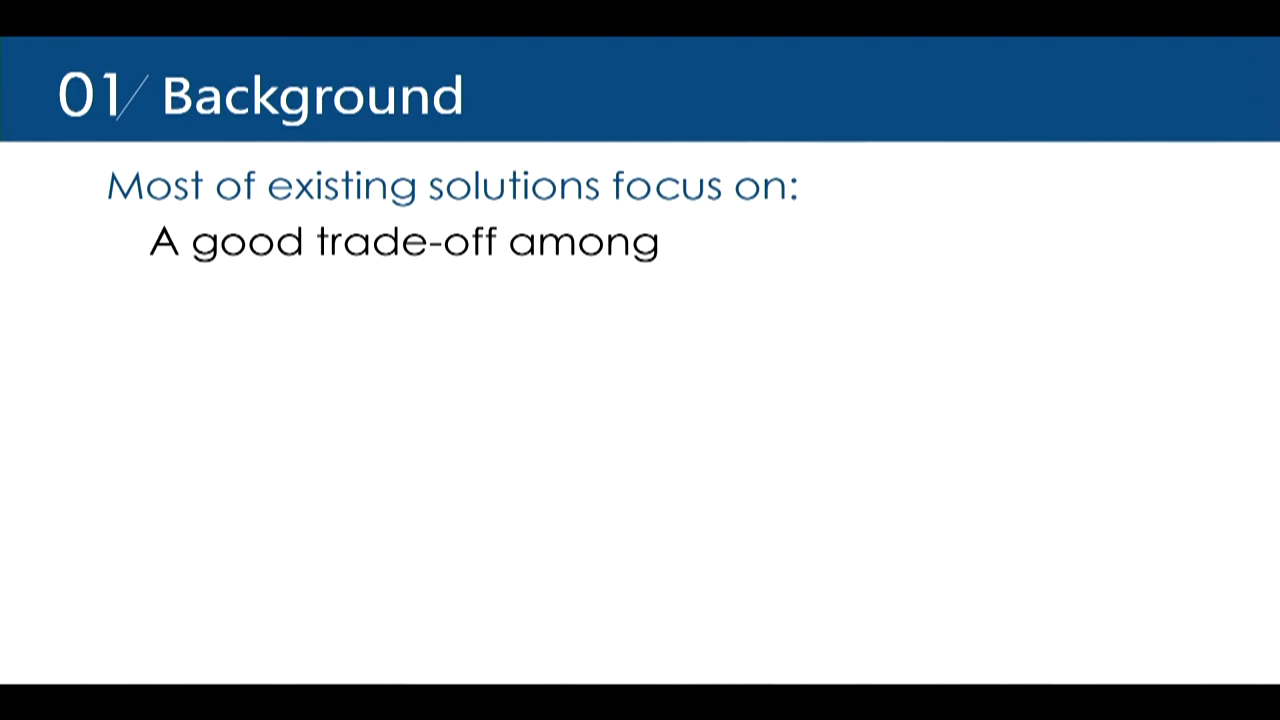 01/ Background
Most of existing solutions focus on:
A good trade-off among